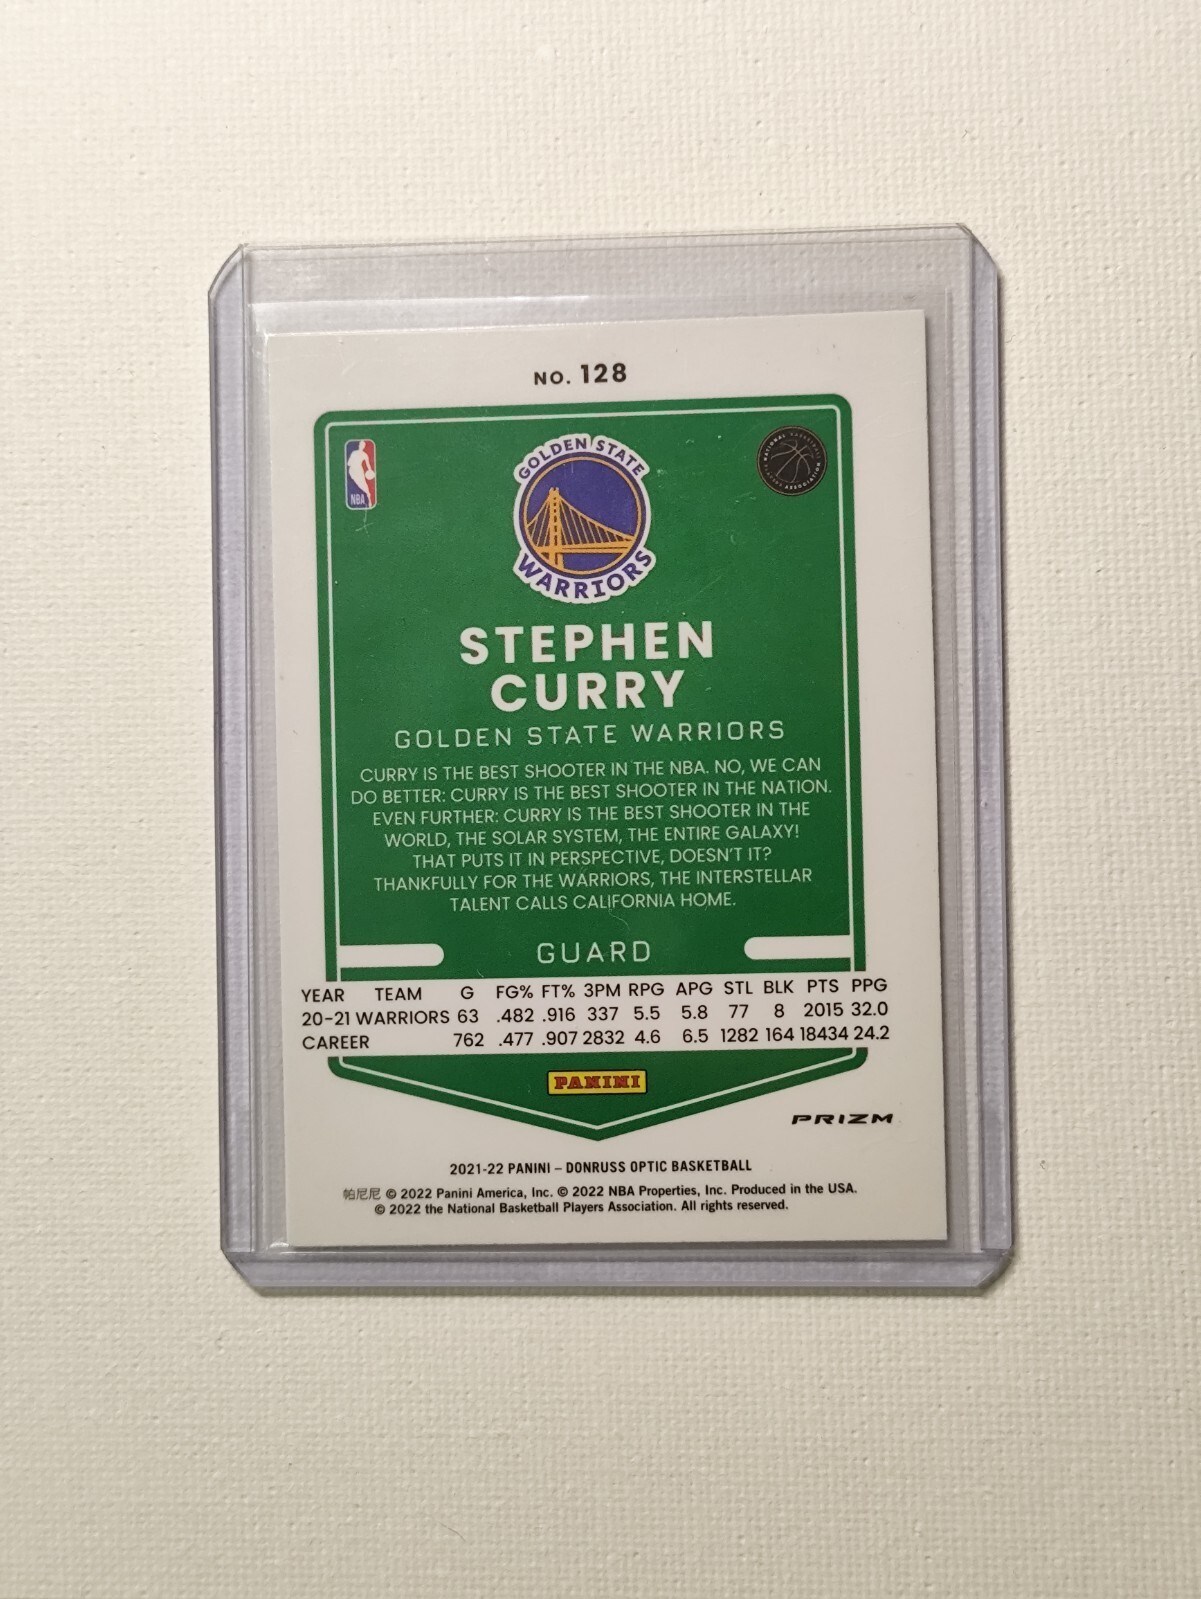 NO. 128
NBA
NATIONAL BASKETBALL
PLAYERS ASSOCIATION
GOLDEN STATE
WARRIORS
STEPHEN
CURRY
GOLDEN STATE WARRIORS
CURRY IS THE BEST SHOOTER IN THE NBA. NO, WE CAN
DO BETTER: CURRY IS THE BEST SHOOTER IN THE NATION.
EVEN FURTHER: CURRY IS THE BEST SHOOTER IN THE
WORLD, THE SOLAR SYSTEM, THE ENTIRE GALAXY!
THAT PUTS IT IN PERSPECTIVE, DOESN'T IT?
THANKFULLY FOR THE WARRIORS, THE INTERSTELLAR
TALENT CALLS CALIFORNIA HOME.
GUARD
YEAR TEAM G FG% FT% 3PM RPG APG STL BLK PTS PPG
20-21 WARRIORS 63 .482 .916 337 5.5 5.8 77 8 2015 32.0
CAREER 762 .477 .907 2832 4.6 6.5 1282 164 18434 24.2
PANINI
PRIZM
2021-22 PANINI – DONRUSS OPTIC BASKETBALL
帕尼尼 © 2022 Panini America, Inc. © 2022 NBA Properties, Inc. Produced in the USA.
© 2022 the National Basketball Players Association. All rights reserved.